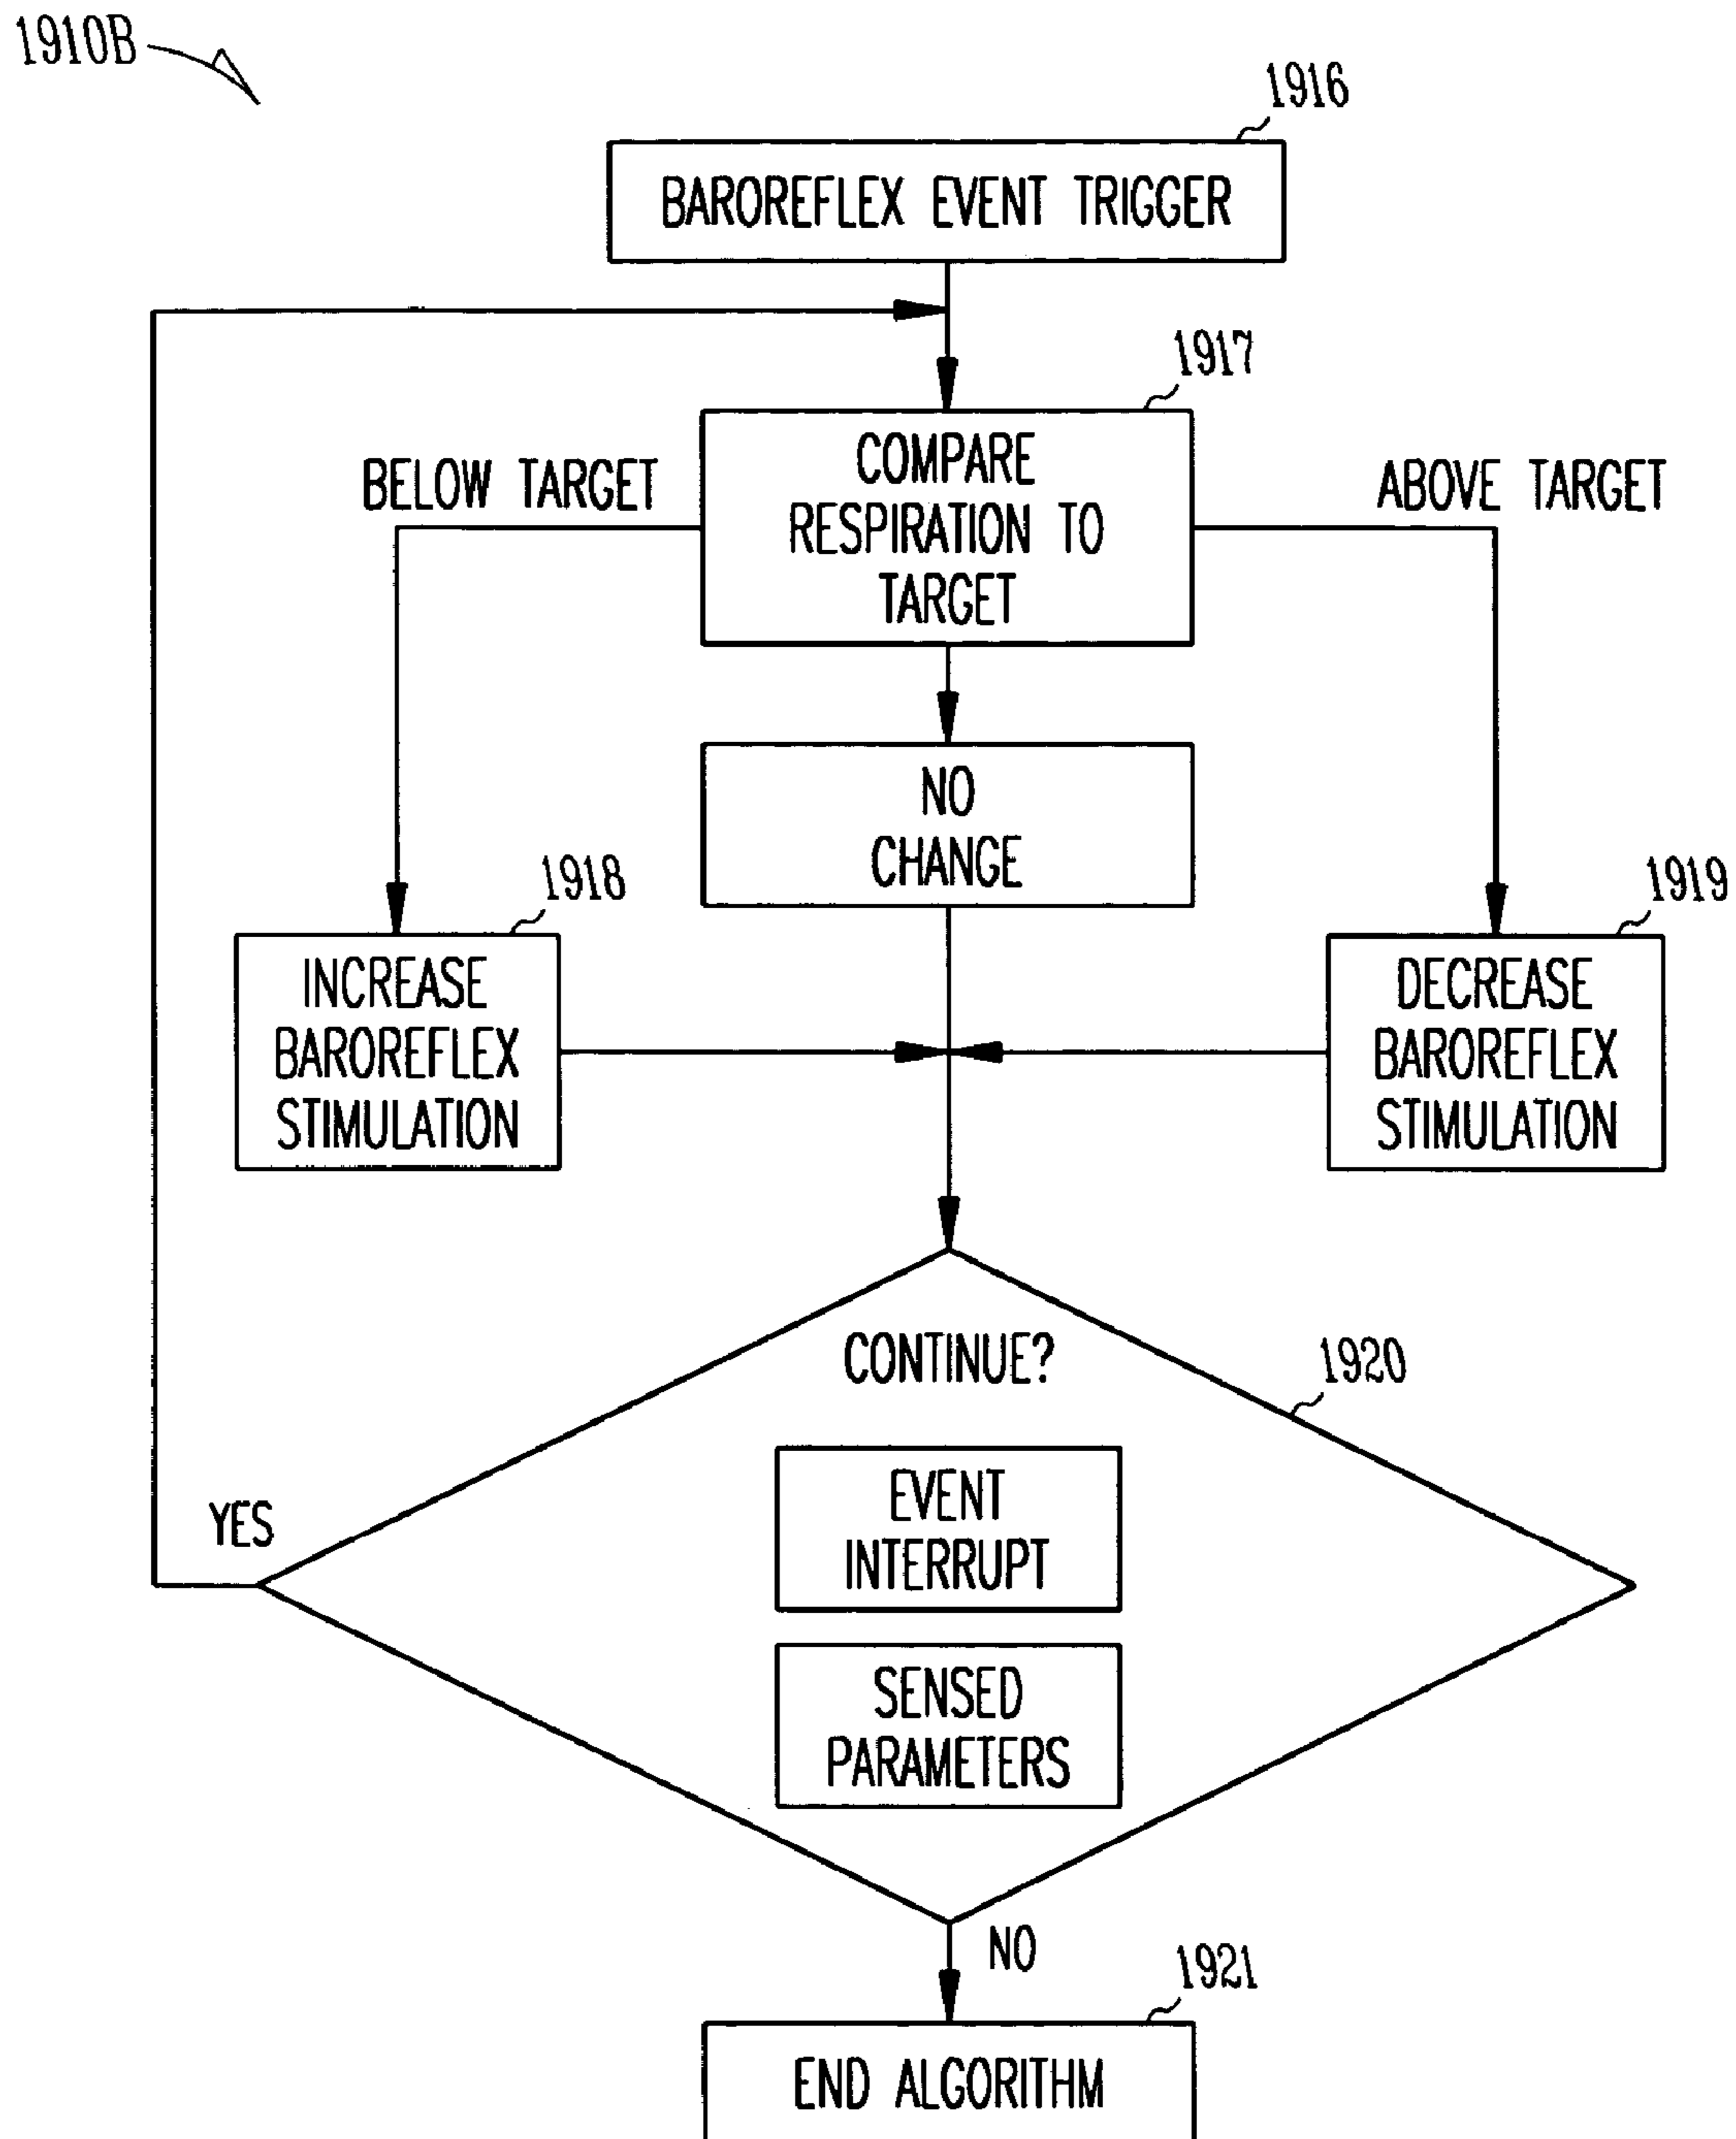 1910B
1916
BAROREFLEX EVENT TRIGGER
1917
BELOW TARGET
COMPARE
RESPIRATION TO
TARGET
ABOVE TARGET
NO
CHANGE
1918
INCREASE
BAROREFLEX
STIMULATION
1919
DECREASE
BAROREFLEX
STIMULATION
CONTINUE?
1920
EVENT
INTERRUPT
YES
SENSED
PARAMETERS
NO
1921
END ALGORITHM